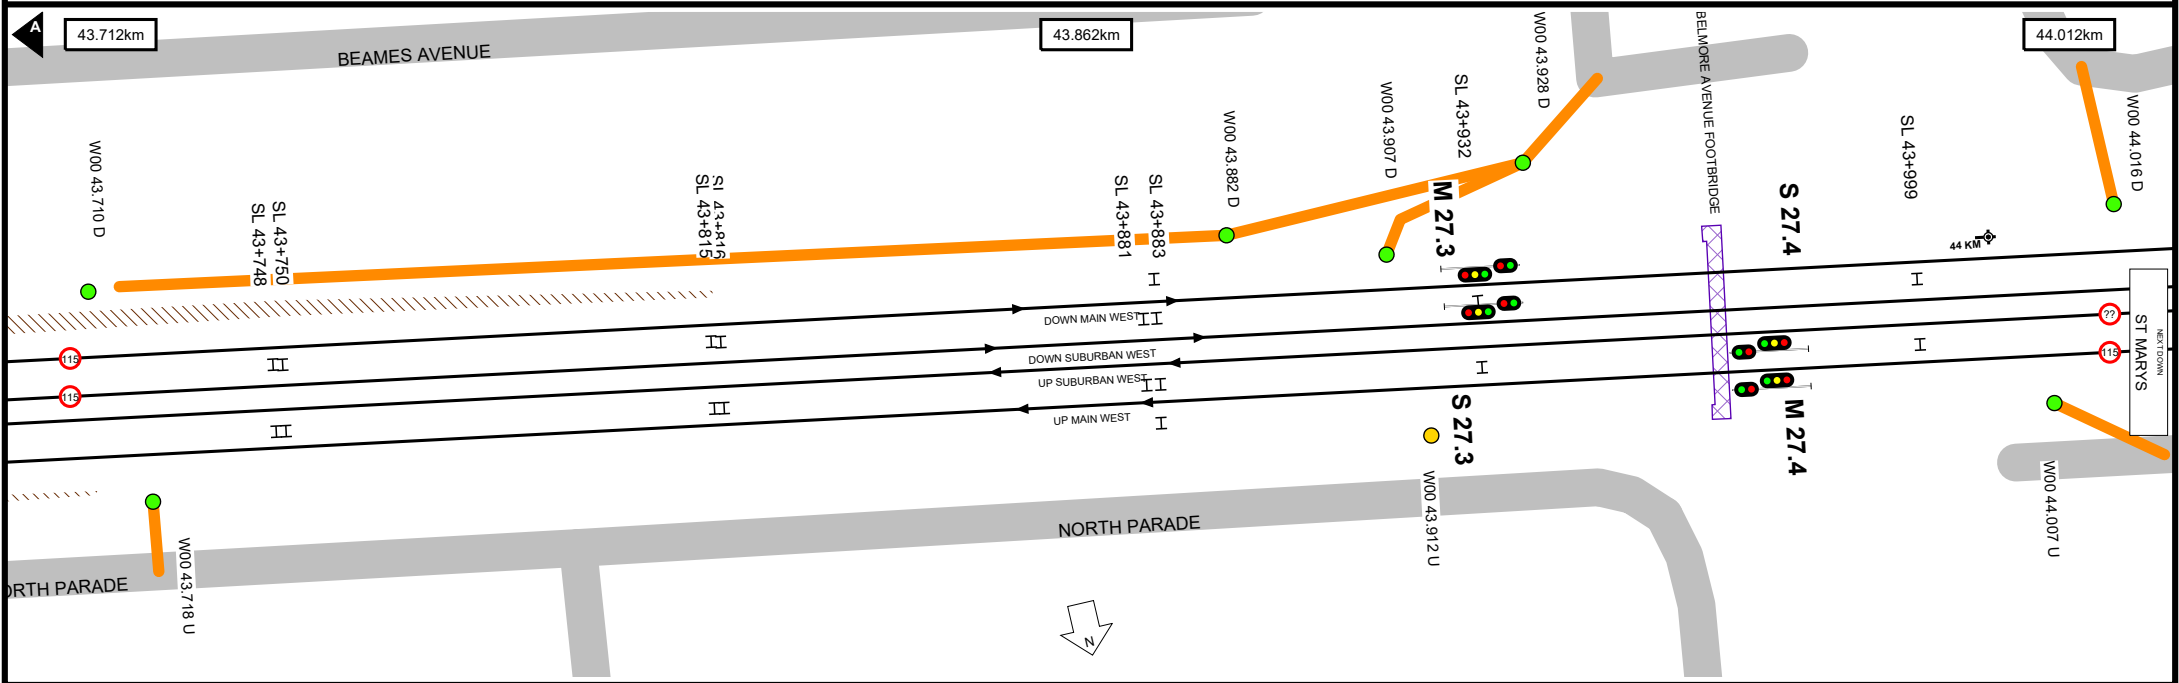 A
43.712km
43.862km
44.012km
BEAMES AVENUE
W00 43.710 D
SL 43+748
SL 43+750
SL 43+815
SL 43+816
SL 43+881
SL 43+883
W00 43.882 D
W00 43.907 D
SL 43+932
W00 43.928 D
BELMORE AVENUE FOOTBRIDGE
SL 43+999
W00 44.016 D
M 27.3
S 27.4
44 KM
DOWN MAIN WEST
DOWN SUBURBAN WEST
UP SUBURBAN WEST
UP MAIN WEST
115
115
??
115
ST MARYS
NEXT DOWN
S 27.3
M 27.4
W00 43.912 U
W00 44.007 U
NORTH PARADE
ORTH PARADE
W00 43.718 U
N